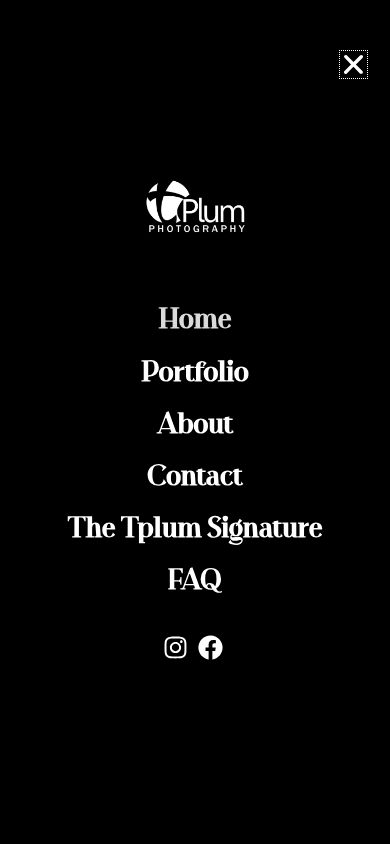 tPlum
PHOTOGRAPHY
Home
Portfolio
About
Contact
The Tplum Signature
FAQ